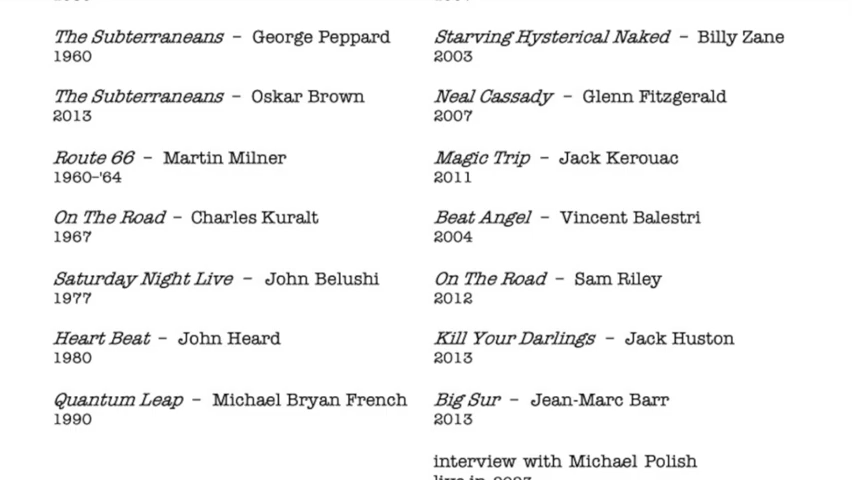 The Subterraneans – George Peppard
1960
The Subterraneans – Oskar Brown
2013
Route 66 – Martin Milner
1960–'64
On The Road – Charles Kuralt
1967
Saturday Night Live – John Belushi
1977
Heart Beat – John Heard
1980
Quantum Leap – Michael Bryan French
1990
Starving Hysterical Naked – Billy Zane
2003
Neal Cassady – Glenn Fitzgerald
2007
Magic Trip – Jack Kerouac
2011
Beat Angel – Vincent Balestri
2004
On The Road – Sam Riley
2012
Kill Your Darlings – Jack Huston
2013
Big Sur – Jean-Marc Barr
2013
interview with Michael Polish
live in 2023